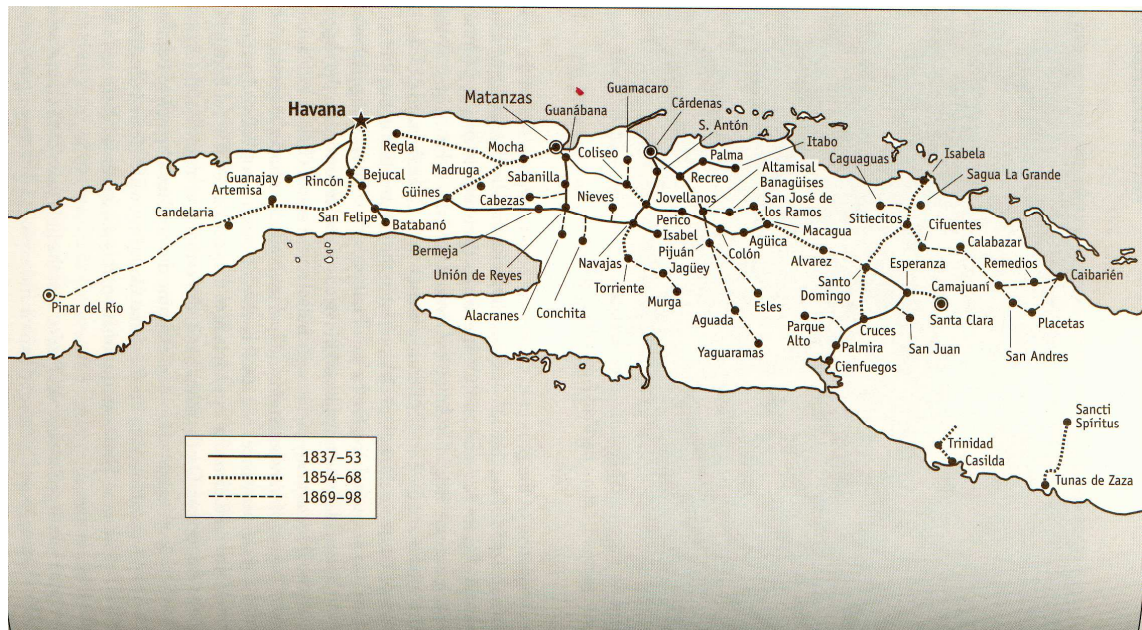 Havana
Matanzas
Guanábana
Guamacaro
Cárdenas
S. Antón
Itabo
Caguaguas
Isabela
Sagua La Grande
Regla
Mocha
Coliseo
Palma
Altamisal
Banagüises
San José de
los Ramos
Recreo
Madruga
Sabanilla
Guanajay
Artemisa
Rincón
Bejucal
Güines
Cabezas
Nieves
Jovellanos
Perico
Macagua
Sitiecitos
Cifuentes
Candelaria
San Felipe
Batabanó
Isabel
Colón
Agüica
Calabazar
Bermeja
Navajas
Pijuán
Alvarez
Esperanza
Remedios
Unión de Reyes
Jagüey
Camajuaní
Caibarién
Torriente
Murga
Santo
Domingo
Pinar del Río
Alacranes
Conchita
Aguada
Esles
Parque
Alto
Cruces
Santa Clara
Placetas
Yaguaramas
Palmira
San Juan
San Andres
Cienfuegos
Sancti
Spíritus
Trinidad
Casilda
Tunas de Zaza
1837–53
1854–68
1869–98